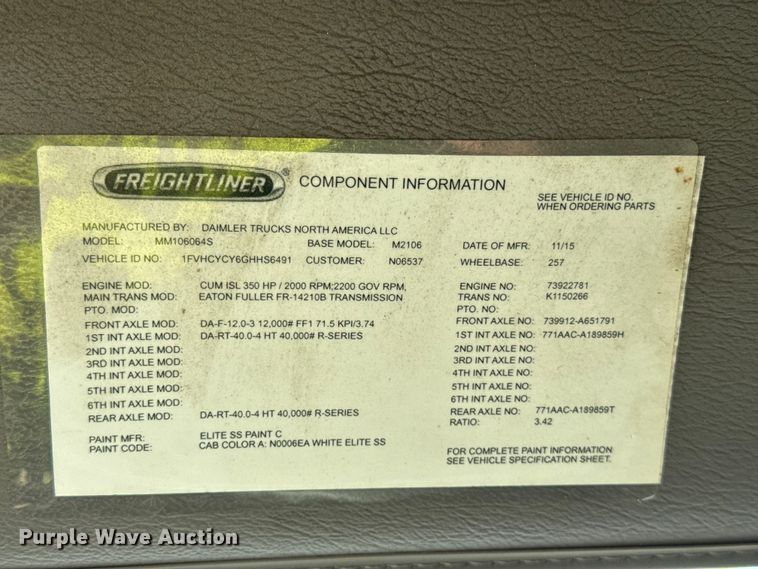 FREIGHTLINER® COMPONENT INFORMATION
SEE VEHICLE ID NO.
WHEN ORDERING PARTS
MANUFACTURED BY: DAIMLER TRUCKS NORTH AMERICA LLC
MODEL: MM106064S BASE MODEL: M2106 DATE OF MFR: 11/15
VEHICLE ID NO: 1FVHCYCY6GHHS6491 CUSTOMER: N06537 WHEELBASE: 257
ENGINE MOD: CUM ISL 350 HP / 2000 RPM;2200 GOV RPM, ENGINE NO: 73922781
MAIN TRANS MOD: EATON FULLER FR-14210B TRANSMISSION TRANS NO: K1150266
PTO. MOD: PTO. NO:
FRONT AXLE MOD: DA-F-12.0-3 12,000# FF1 71.5 KPI/3.74 FRONT AXLE NO: 739912-A651791
1ST INT AXLE MOD: DA-RT-40.0-4 HT 40,000# R-SERIES 1ST INT AXLE NO: 771AAC-A189859H
2ND INT AXLE MOD: 2ND INT AXLE NO:
3RD INT AXLE MOD: 3RD INT AXLE NO:
4TH INT AXLE MOD: 4TH INT AXLE NO:
5TH INT AXLE MOD: 5TH INT AXLE NO:
6TH INT AXLE MOD: 6TH INT AXLE NO:
REAR AXLE MOD: DA-RT-40.0-4 HT 40,000# R-SERIES REAR AXLE NO: 771AAC-A189859T
RATIO: 3.42
PAINT MFR: ELITE SS PAINT C
PAINT CODE: CAB COLOR A: N0006EA WHITE ELITE SS
FOR COMPLETE PAINT INFORMATION
SEE VEHICLE SPECIFICATION SHEET.
Purple Wave Auction